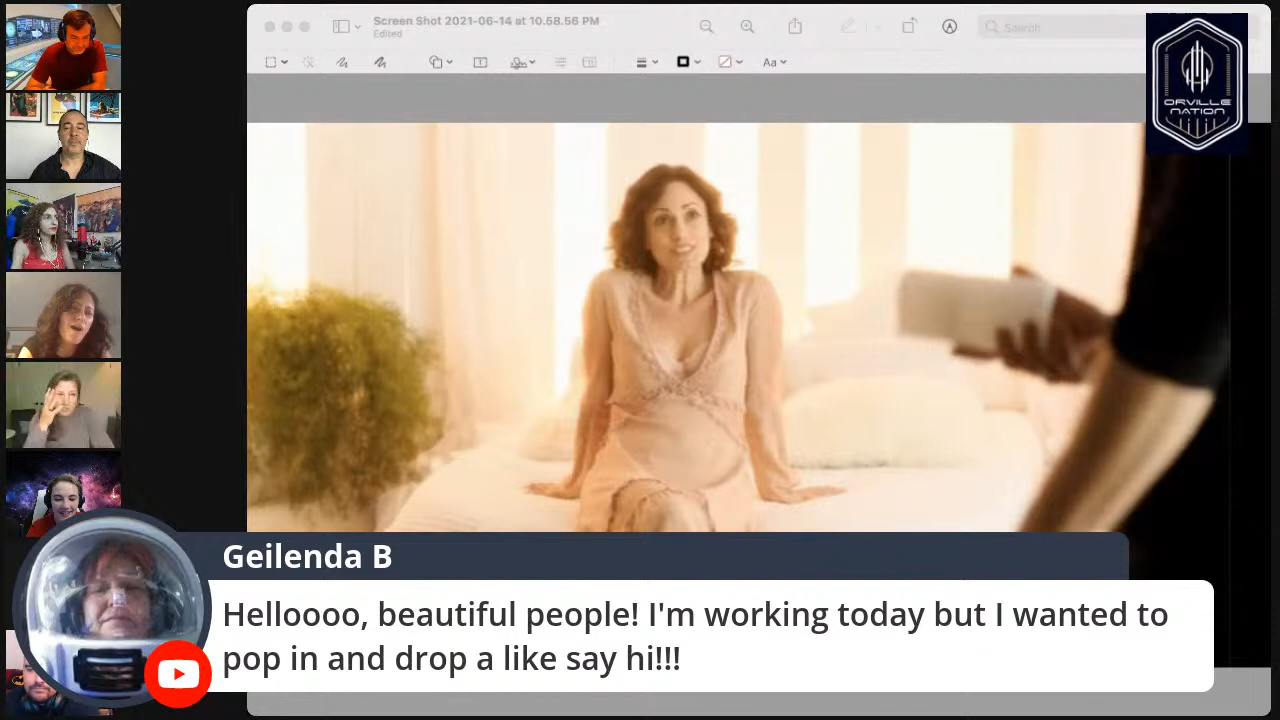 Screen Shot 2021-06-14 at 10.58.56 PM
Edited
Search
Aa
ORVILLE
NATION
Geilenda B
Helloooo, beautiful people! I'm working today but I wanted to
pop in and drop a like say hi!!!